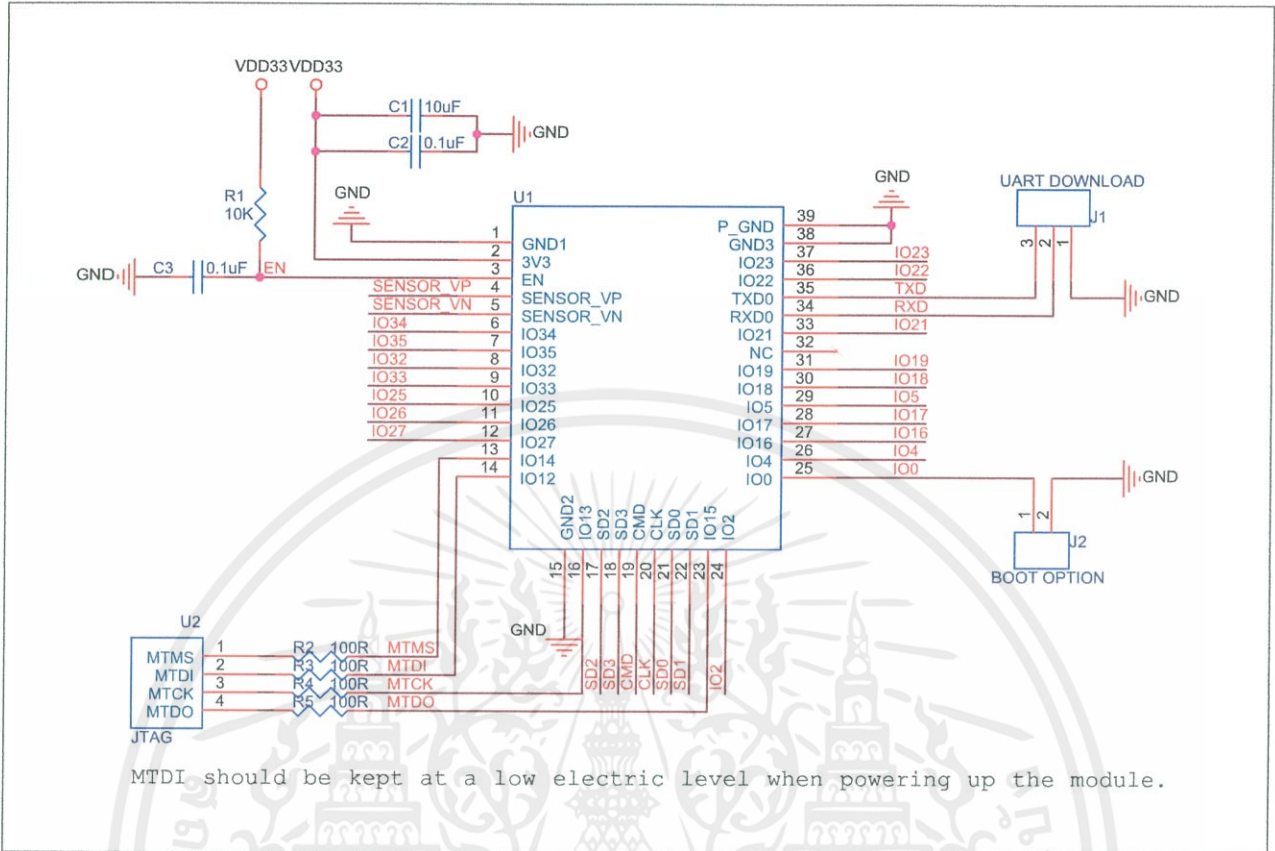 VDD33 VDD33
C1 10uF
GND
C2 0.1uF
R1
10K
GND
C3 0.1uF EN
GND
SENSOR_VP
SENSOR_VN
IO34
IO35
IO32
IO33
IO25
IO26
IO27
1
2
3
4
5
6
7
8
9
10
11
12
13
14
U1
GND1
3V3
EN
SENSOR_VP
SENSOR_VN
IO34
IO35
IO32
IO33
IO25
IO26
IO27
IO14
IO12
P_GND
GND3
IO23
IO22
TXD0
RXD0
IO21
NC
IO19
IO18
IO5
IO17
IO16
IO4
IO0
39
38
37
36
35
34
33
32
31
30
29
28
27
26
25
GND
IO23
IO22
TXD
RXD
IO21
IO19
IO18
IO5
IO17
IO16
IO4
IO0
UART DOWNLOAD
J1
3 2 1
GND
GND
1 2
J2
BOOT OPTION
GND2 IO13 SD2 SD3 CMD CLK SD0 SD1 IO15 IO2
15 16 17 18 19 20 21 22 23 24
GND
SD2 SD3 CMD CLK SD0 SD1 IO2
U2
MTMS 1 R2 100R MTMS
MTDI 2 R3 100R MTDI
MTCK 3 R4 100R MTCK
MTDO 4 R5 100R MTDO
JTAG
MTDI should be kept at a low electric level when powering up the module.